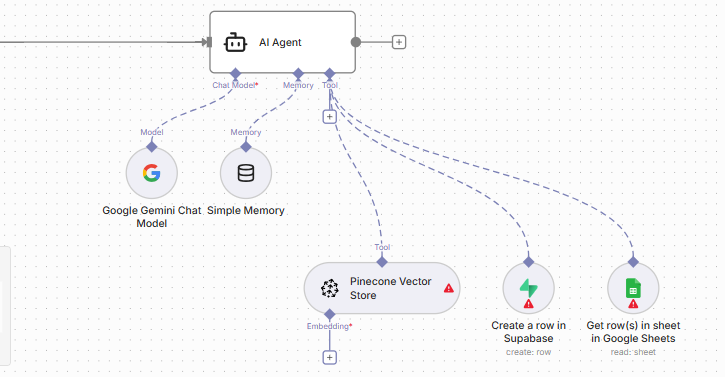 AI Agent
Chat Model*
Memory
Tool
Model
Memory
Google Gemini Chat
Model
Simple Memory
Tool
Pinecone Vector
Store
Embedding*
Create a row in
Supabase
create: row
Get row(s) in sheet
in Google Sheets
read: sheet